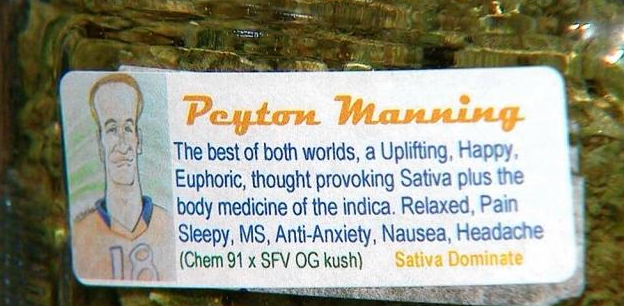 Peyton Manning
The best of both worlds, a Uplifting, Happy,
Euphoric, thought provoking Sativa plus the
body medicine of the indica. Relaxed, Pain
Sleepy, MS, Anti-Anxiety, Nausea, Headache
(Chem 91 x SFV OG kush) Sativa Dominate
18